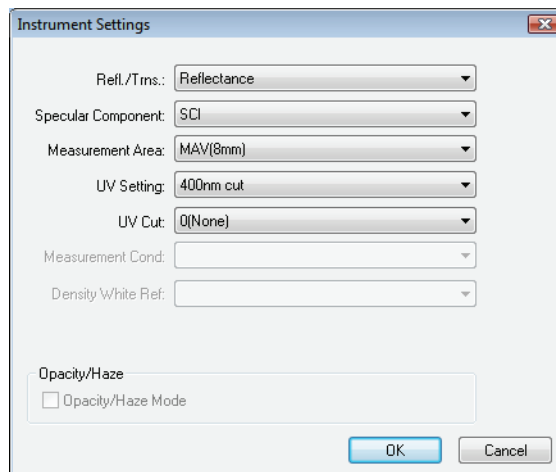 Instrument Settings
Refl./Trns.: Reflectance
Specular Component: SCI
Measurement Area: MAV(8mm)
UV Setting: 400nm cut
UV Cut: 0(None)
Measurement Cond:
Density White Ref:
Opacity/Haze
Opacity/Haze Mode
OK Cancel